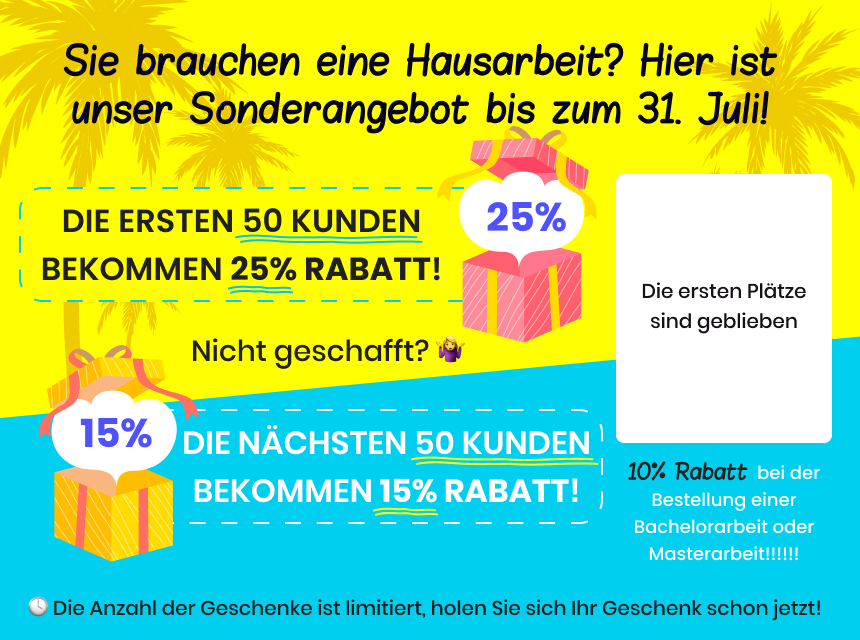 Sie brauchen eine Hausarbeit? Hier ist
unser Sonderangebot bis zum 31. Juli!
DIE ERSTEN 50 KUNDEN
BEKOMMEN 25% RABATT!
25%
Die ersten Plätze
sind geblieben
Nicht geschafft? 🤷‍♀️
15%
DIE NÄCHSTEN 50 KUNDEN
BEKOMMEN 15% RABATT!
10% Rabatt bei der
Bestellung einer
Bachelorarbeit oder
Masterarbeit!!!!!!
🕓 Die Anzahl der Geschenke ist limitiert, holen Sie sich Ihr Geschenk schon jetzt!